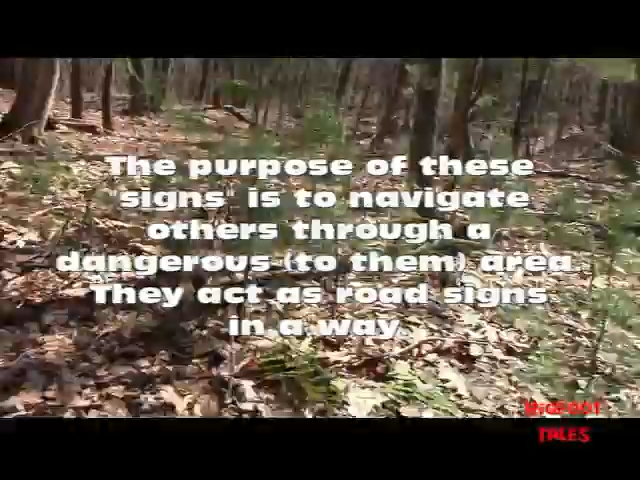 The purpose of these
"signs" is to navigate
others through a
dangerous (to them) area
They act as road signs
in a way.
BIGFOOT
TALES